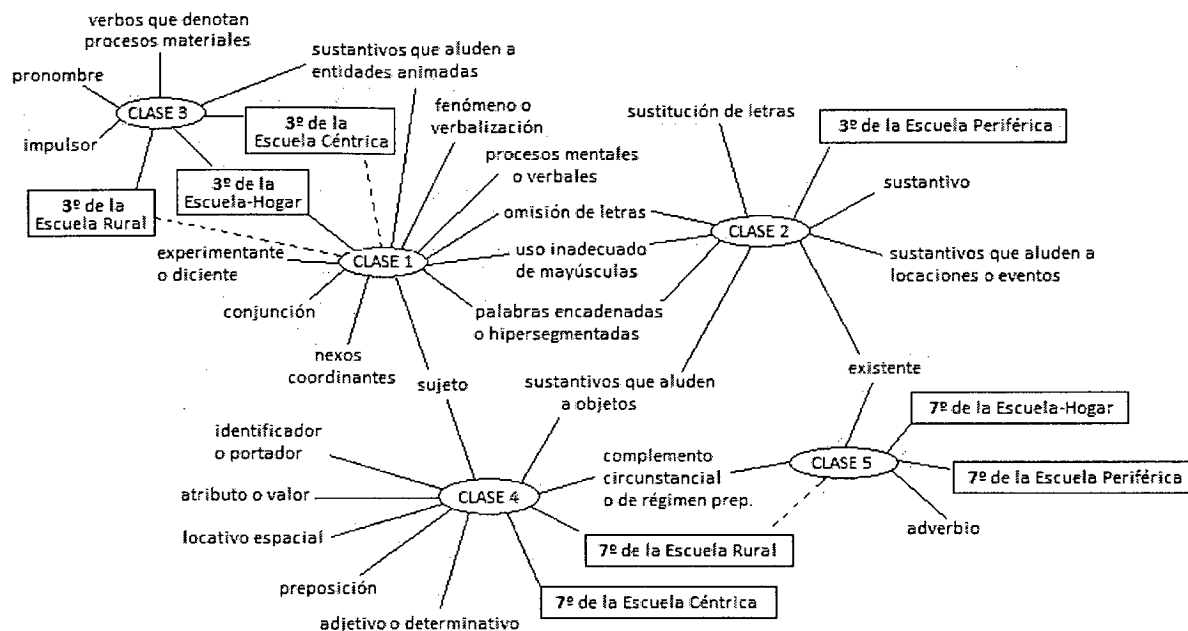 verbos que denotan
procesos materiales
pronombre
impulsor
CLASE 3
sustantivos que aluden a
entidades animadas
3º de la
Escuela Céntrica
3º de la
Escuela-Hogar
3º de la
Escuela Rural
fenómeno o
verbalización
procesos mentales
o verbales
omisión de letras
uso inadecuado
de mayúsculas
palabras encadenadas
o hipersegmentadas
experimentante
o diciente
CLASE 1
conjunción
nexos
coordinantes
sujeto
sustitución de letras
3º de la Escuela Periférica
sustantivo
CLASE 2
sustantivos que aluden a
locaciones o eventos
sustantivos que aluden
a objetos
existente
identificador
o portador
atributo o valor
locativo espacial
preposición
adjetivo o determinativo
CLASE 4
complemento
circunstancial
o de régimen prep.
7º de la Escuela Rural
7º de la Escuela Céntrica
CLASE 5
7º de la Escuela-Hogar
7º de la Escuela Periférica
adverbio